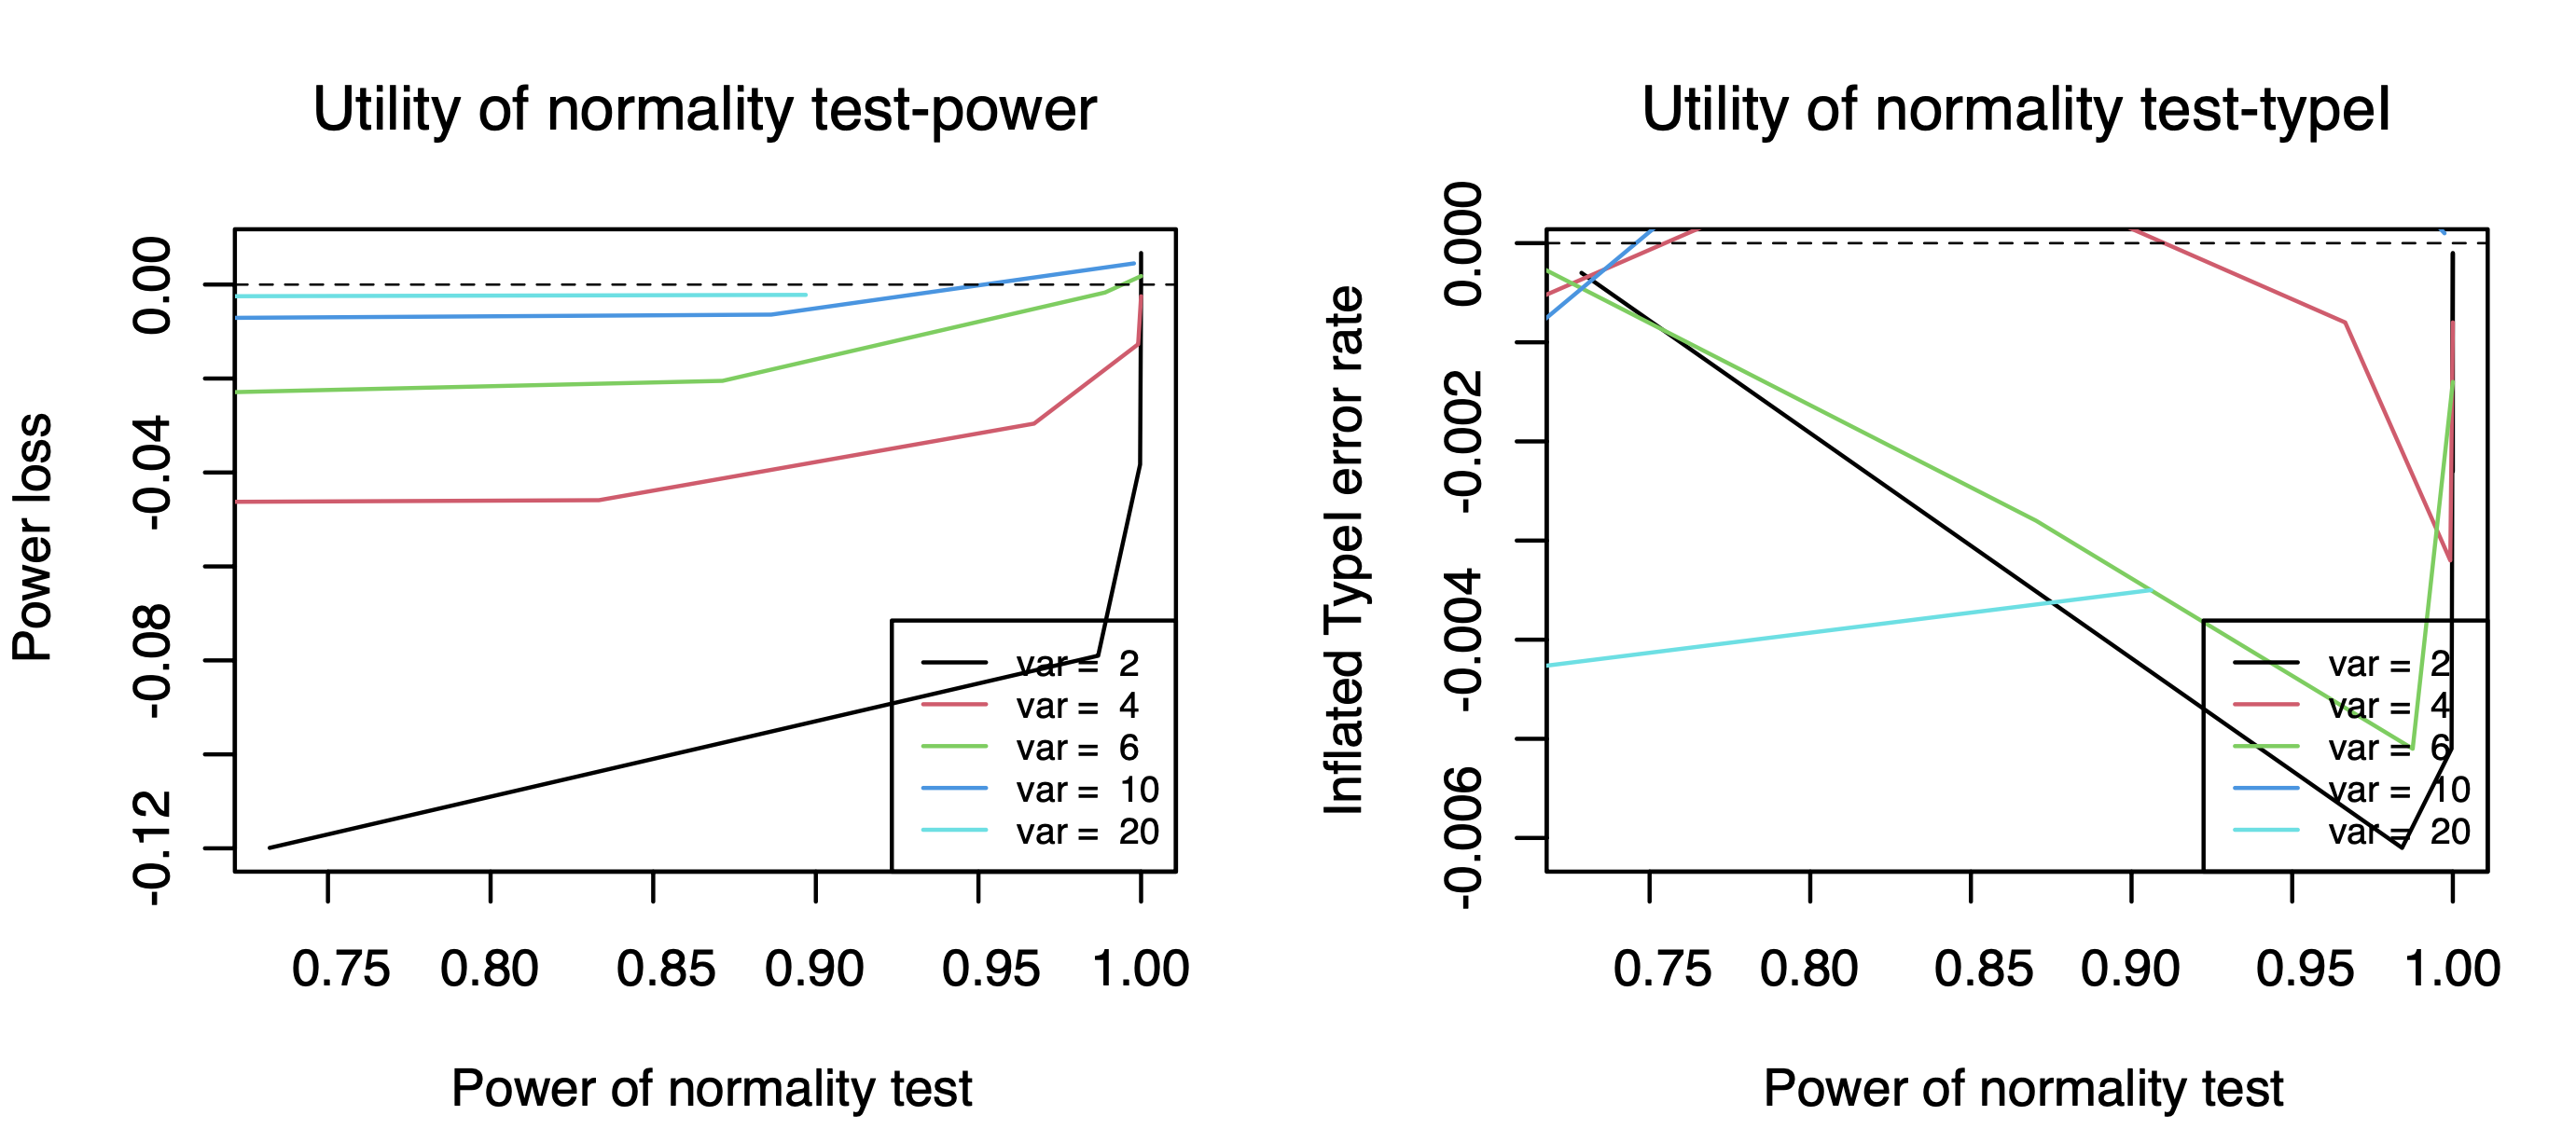 Utility of normality test-power
Power loss
0.00
-0.04
-0.08
-0.12
var = 2
var = 4
var = 6
var = 10
var = 20
0.75 0.80 0.85 0.90 0.95 1.00
Power of normality test
Utility of normality test-typeI
Inflated TypeI error rate
0.000
-0.002
-0.004
-0.006
var = 2
var = 4
var = 6
var = 10
var = 20
0.75 0.80 0.85 0.90 0.95 1.00
Power of normality test